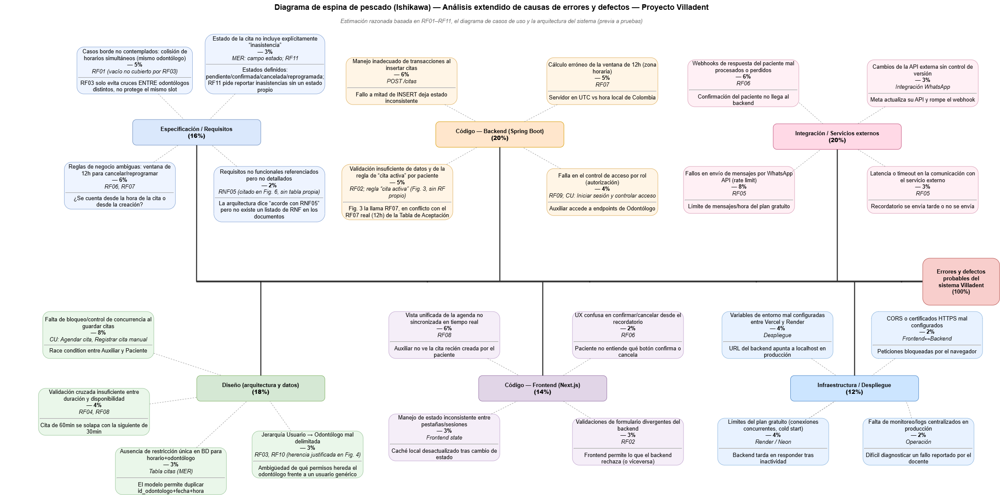 Diagrama de espina de pescado (Ishikawa) — Análisis extendido de causas de errores y defectos — Proyecto Villadent
Estimación razonada basada en RF01–RF11, el diagrama de casos de uso y la arquitectura del sistema (previa a pruebas)
Casos borde no contemplados: colisión de
horarios simultáneos (mismo odontólogo)
— 5%
RF01 (vacío no cubierto por RF03)
RF03 solo evita cruces ENTRE odontólogos
distintos, no protege el mismo slot
Estado de la cita no incluye explícitamente
“inasistencia”
— 3%
MER: campo estado; RF11
Estados definidos:
pendiente/confirmada/cancelada/reprogramada;
RF11 pide reportar inasistencias sin un estado
propio
Manejo inadecuado de transacciones al
insertar citas
— 6%
POST /citas
Fallo a mitad de INSERT deja estado
inconsistente
Cálculo erróneo de la ventana de 12h (zona
horaria)
— 5%
RF07
Servidor en UTC vs hora local de Colombia
Webhooks de respuesta del paciente mal
procesados o perdidos
— 6%
RF06
Confirmación del paciente no llega al
backend
Cambios de la API externa sin control de
versión
— 3%
Integración WhatsApp
Meta actualiza su API y rompe el webhook
Especificación / Requisitos
(16%)
Código — Backend (Spring Boot)
(20%)
Integración / Servicios externos
(20%)
Reglas de negocio ambiguas: ventana de
12h para cancelar/reprogramar
— 6%
RF06, RF07
¿Se cuenta desde la hora de la cita o
desde la creación?
Requisitos no funcionales referenciados
pero no detallados
— 2%
RNF05 (citado en Fig. 6, sin tabla propia)
La arquitectura dice “acorde con RNF05”
pero no existe un listado de RNF en los
documentos
Validación insuficiente de datos y de la
regla de “cita activa” por paciente
— 5%
RF02; regla “cita activa” (Fig. 3, sin RF
propio)
Fig. 3 la llama RF07, en conflicto con el
RF07 real (12h) de la Tabla de Aceptación
Falla en el control de acceso por rol
(autorización)
— 4%
RF09; CU: Iniciar sesión y controlar acceso
Auxiliar accede a endpoints de Odontólogo
Fallos en envío de mensajes por WhatsApp
API (rate limit)
— 8%
RF05
Límite de mensajes/hora del plan gratuito
Latencia o timeout en la comunicación con
el servicio externo
— 3%
RF05
Recordatorio se envía tarde o no se envía
Errores y defectos
probables del
sistema Villadent
(100%)
Falta de bloqueo/control de concurrencia al
guardar citas
— 8%
CU: Agendar cita, Registrar cita manual
Race condition entre Auxiliar y Paciente
Vista unificada de la agenda no
sincronizada en tiempo real
— 6%
RF08
Auxiliar no ve la cita recién creada por el
paciente
UX confusa en confirmar/cancelar desde el
recordatorio
— 2%
RF06
Paciente no entiende qué botón confirma o
cancela
Variables de entorno mal configuradas
entre Vercel y Render
— 4%
Despliegue
URL del backend apunta a localhost en
producción
CORS o certificados HTTPS mal
configurados
— 2%
Frontend↔Backend
Peticiones bloqueadas por el navegador
Diseño (arquitectura y datos)
(18%)
Código — Frontend (Next.js)
(14%)
Infraestructura / Despliegue
(12%)
Validación cruzada insuficiente entre
duración y disponibilidad
— 4%
RF04, RF08
Cita de 60min se solapa con la siguiente de
30min
Ausencia de restricción única en BD para
horario+odontólogo
— 3%
Tabla citas (MER)
El modelo permite duplicar
id_odontologo+fecha+hora
Jerarquía Usuario → Odontólogo mal
delimitada
— 3%
RF03, RF10 (herencia justificada en Fig. 4)
Ambigüedad de qué permisos hereda el
odontólogo frente a un usuario genérico
Manejo de estado inconsistente entre
pestañas/sesiones
— 3%
Frontend state
Caché local desactualizado tras cambio de
estado
Validaciones de formulario divergentes del
backend
— 3%
RF02
Frontend permite lo que el backend
rechaza (o viceversa)
Límites del plan gratuito (conexiones
concurrentes, cold start)
— 4%
Render / Neon
Backend tarda en responder tras
inactividad
Falta de monitoreo/logs centralizados en
producción
— 2%
Operación
Difícil diagnosticar un fallo reportado por el
docente